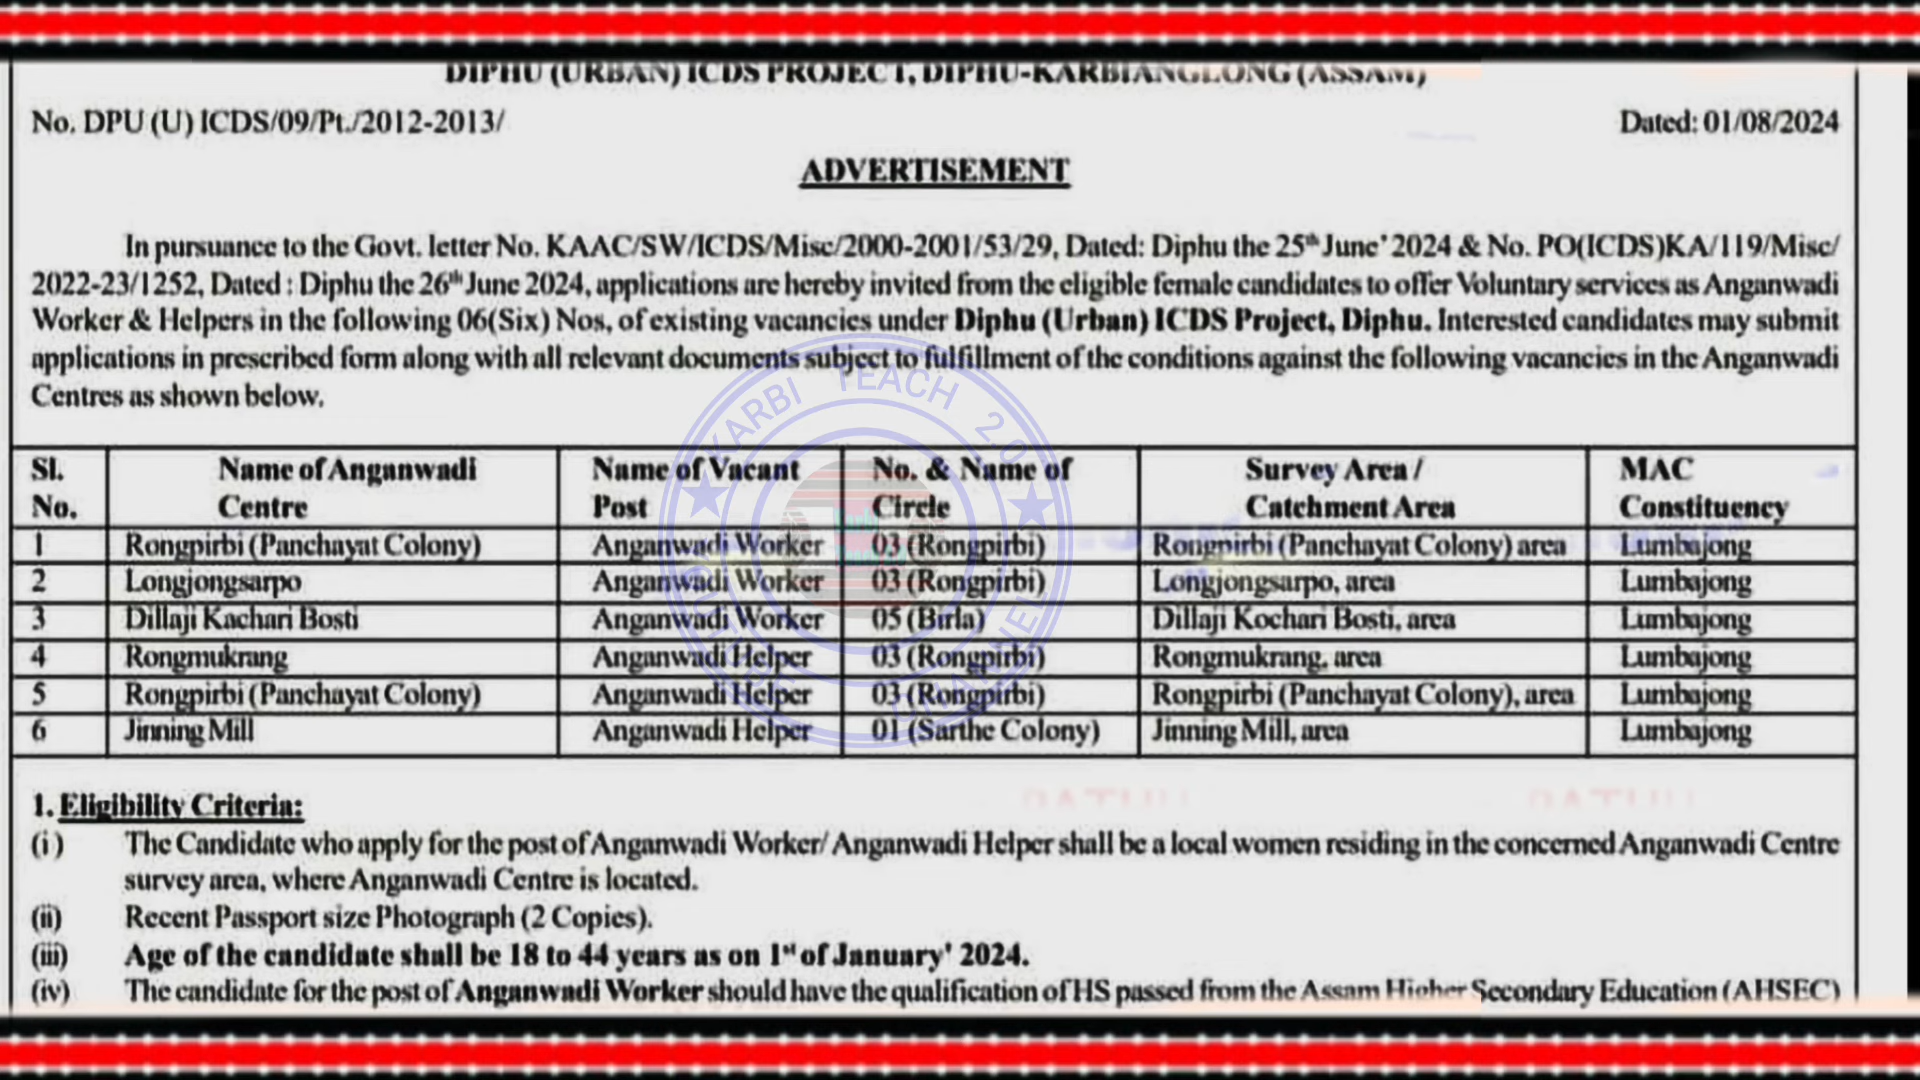 DIPHU (URBAN) ICDS PROJECT, DIPHU-KARBIANGLONG (ASSAM)
No. DPU (U) ICDS/09/Pt./2012-2013/ Dated: 01/08/2024
ADVERTISEMENT
In pursuance to the Govt. letter No. KAAC/SW/ICDS/Misc/2000-2001/53/29, Dated: Diphu the 25th June' 2024 & No. PO(ICDS)KA/119/Misc/
2022-23/1252, Dated : Diphu the 26th June 2024, applications are hereby invited from the eligible female candidates to offer Voluntary services as Anganwadi
Worker & Helpers in the following 06(Six) Nos, of existing vacancies under Diphu (Urban) ICDS Project, Diphu. Interested candidates may submit
applications in prescribed form along with all relevant documents subject to fulfillment of the conditions against the following vacancies in the Anganwadi
Centres as shown below.
Sl. Name of Anganwadi Name of Vacant No. & Name of Survey Area / MAC
No. Centre Post Circle Catchment Area Constituency
1 Rongpirbi (Panchayat Colony) Anganwadi Worker 03 (Rongpirbi) Rongpirbi (Panchayat Colony) area Lumbajong
2 Longjongsarpo Anganwadi Worker 03 (Rongpirbi) Longjongsarpo, area Lumbajong
3 Dillaji Kachari Bosti Anganwadi Worker 05 (Birla) Dillaji Kochari Bosti, area Lumbajong
4 Rongmukrang Anganwadi Helper 03 (Rongpirbi) Rongmukrang, area Lumbajong
5 Rongpirbi (Panchayat Colony) Anganwadi Helper 03 (Rongpirbi) Rongpirbi (Panchayat Colony), area Lumbajong
6 Jinning Mill Anganwadi Helper 01 (Sarthe Colony) Jinning Mill, area Lumbajong
KARBI TEACH 2.0
1. Eligibility Criteria:
(i) The Candidate who apply for the post of Anganwadi Worker/ Anganwadi Helper shall be a local women residing in the concerned Anganwadi Centre
survey area, where Anganwadi Centre is located.
(ii) Recent Passport size Photograph (2 Copies).
(iii) Age of the candidate shall be 18 to 44 years as on 1st of January' 2024.
(iv) The candidate for the post of Anganwadi Worker should have the qualification of HS passed from the Assam Higher Secondary Education (AHSEC)